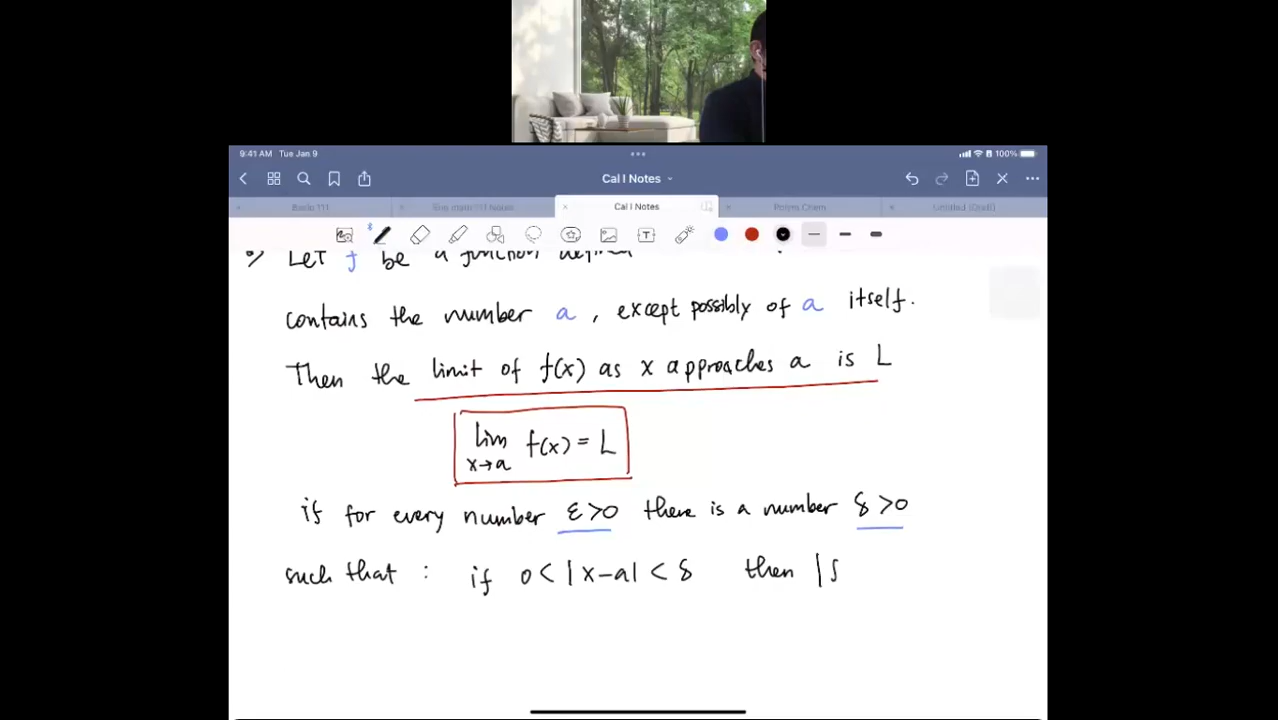 9:41 AM Tue Jan 9
100%
Cal I Notes
Cal I Notes
Let f be a function defined
contains the number a , except possibly of a itself.
Then the limit of f(x) as x approaches a is L
lim f(x) = L
x→a
if for every number ε>0 there is a number δ>0
such that : if 0 < |x-a| < δ then |f